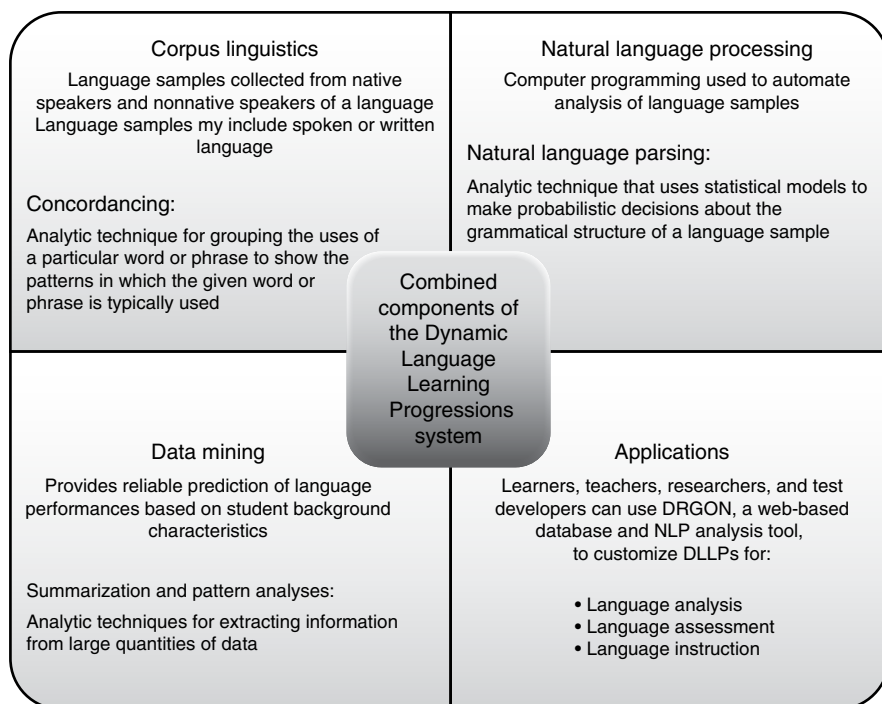 Corpus linguistics
Language samples collected from native
speakers and nonnative speakers of a language
Language samples my include spoken or written
language
Concordancing:
Analytic technique for grouping the uses of
a particular word or phrase to show the
patterns in which the given word or
phrase is typically used
Natural language processing
Computer programming used to automate
analysis of language samples
Natural language parsing:
Analytic technique that uses statistical models to
make probabilistic decisions about the
grammatical structure of a language sample
Combined
components of
the Dynamic
Language
Learning
Progressions
system
Data mining
Provides reliable prediction of language
performances based on student background
characteristics
Summarization and pattern analyses:
Analytic techniques for extracting information
from large quantities of data
Applications
Learners, teachers, researchers, and test
developers can use DRGON, a web-based
database and NLP analysis tool,
to customize DLLPs for:
• Language analysis
• Language assessment
• Language instruction